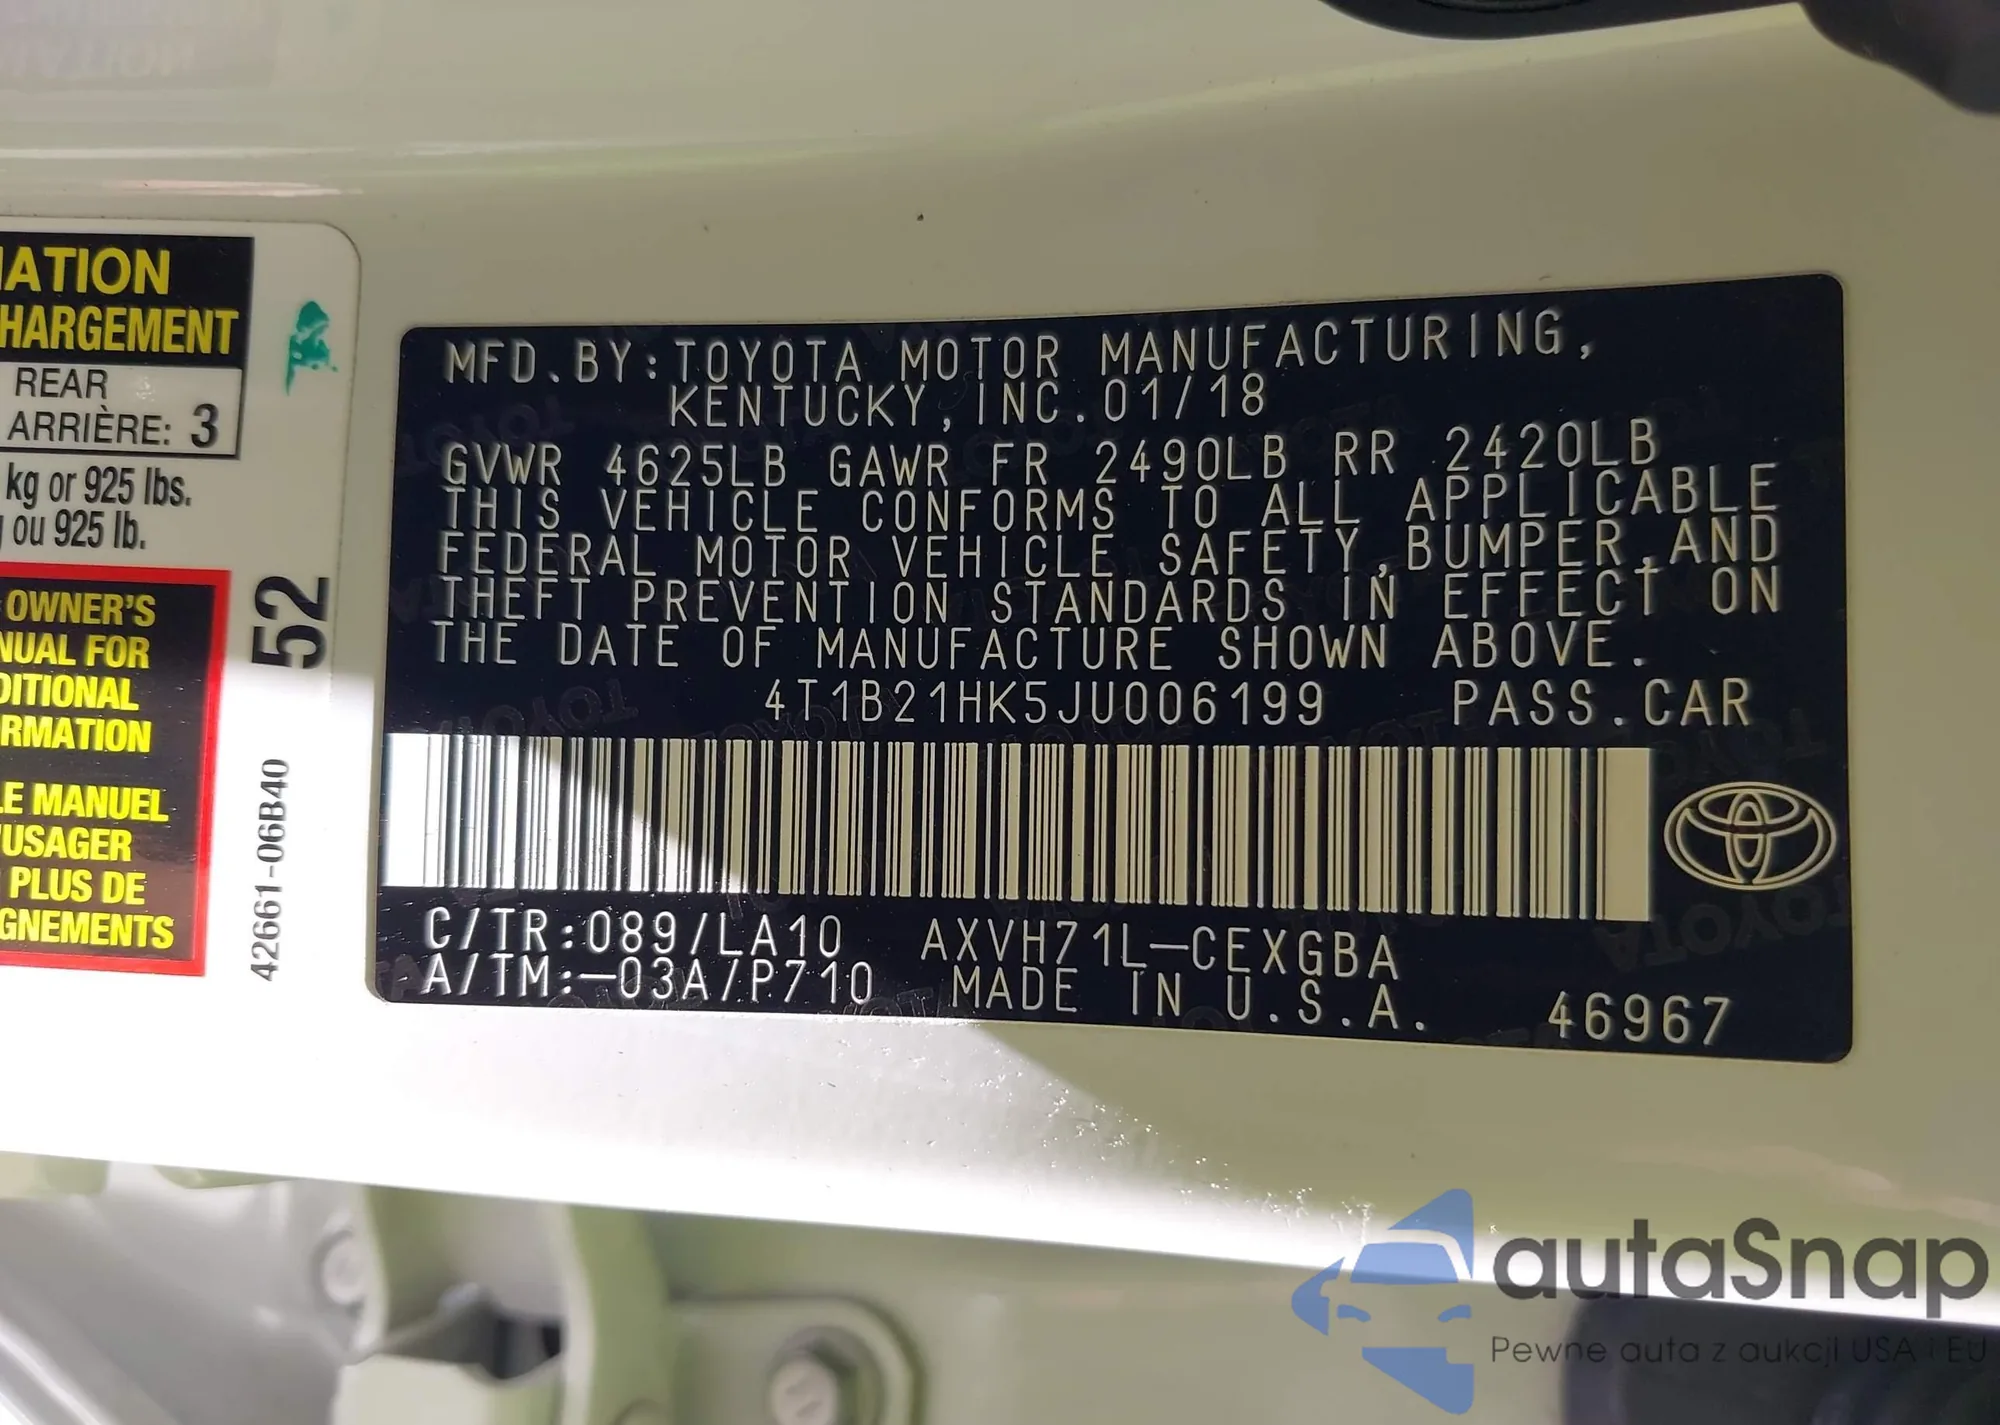 IATION
HARGEMENT
REAR
ARRIÈRE: 3
kg or 925 lbs.
ou 925 lb.
OWNER'S
NUAL FOR
DITIONAL
RMATION
LE MANUEL
'USAGER
PLUS DE
GNEMENTS
52
42661-06B40
MFD.BY:TOYOTA MOTOR MANUFACTURING,
KENTUCKY,INC.01/18
GVWR 4625LB GAWR FR 2490LB RR 2420LB
THIS VEHICLE CONFORMS TO ALL APPLICABLE
FEDERAL MOTOR VEHICLE SAFETY,BUMPER,AND
THEFT PREVENTION STANDARDS IN EFFECT ON
THE DATE OF MANUFACTURE SHOWN ABOVE.
4T1B21HK5JU006199 PASS.CAR
C/TR:089/LA10 AXVH71L-CEXGBA
A/TM:-03A/P710 MADE IN U.S.A. 46967
autaSnap
Pewne auta z aukcji USA i EU